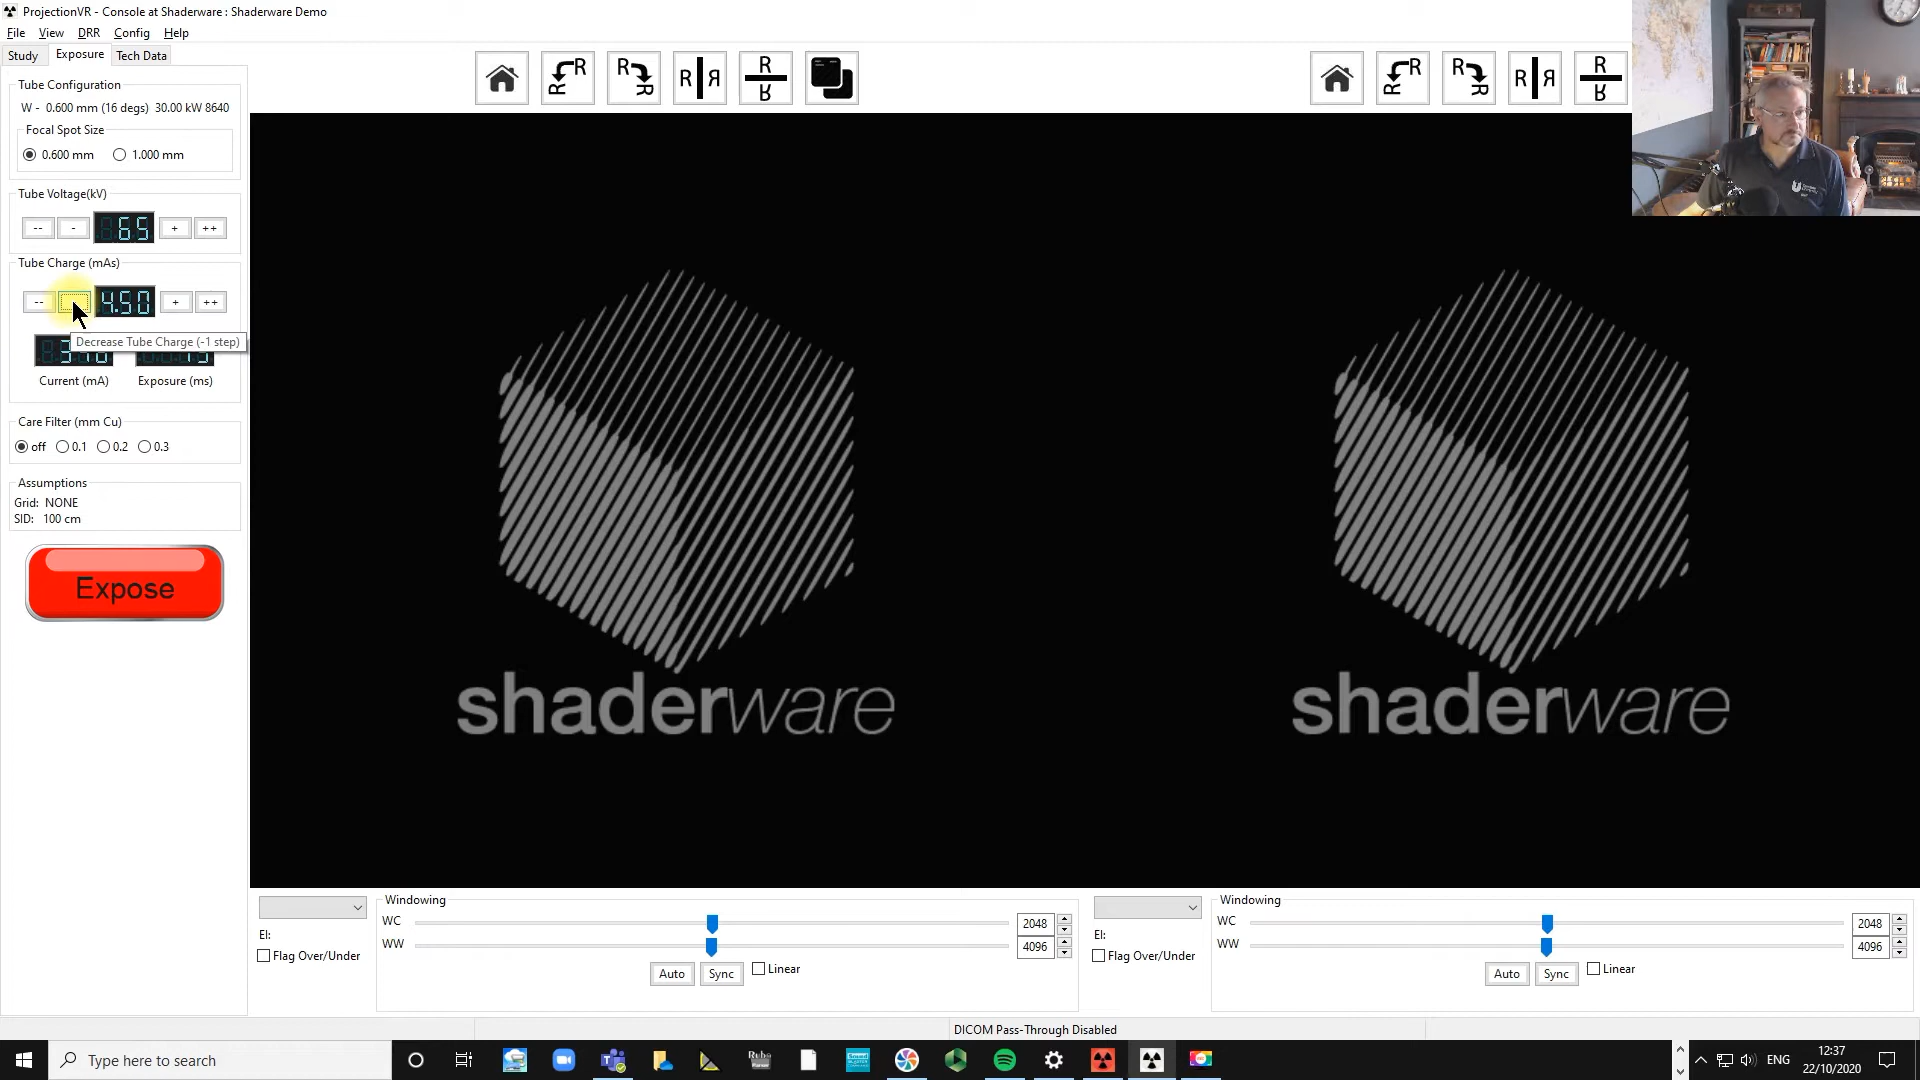 ProjectionVR - Console at Shaderware : Shaderware Demo
File View DRR Config Help
Study Exposure Tech Data
Tube Configuration
W - 0.600 mm (16 degs) 30.00 kW 8640
Focal Spot Size
0.600 mm 1.000 mm
Tube Voltage(kV)
-- - 65 + ++
Tube Charge (mAs)
-- 4.50 + ++
Decrease Tube Charge (-1 step)
Current (mA) Exposure (ms)
Care Filter (mm Cu)
off 0.1 0.2 0.3
Assumptions
Grid: NONE
SID: 100 cm
Expose
R R R R R R
R R R R R R
shaderware shaderware
Windowing Windowing
WC 2048 WC 2048
EI: EI:
WW 4096 WW 4096
Flag Over/Under Flag Over/Under
Auto Sync Linear Auto Sync Linear
DICOM Pass-Through Disabled
Type here to search
ENG
12:37
22/10/2020